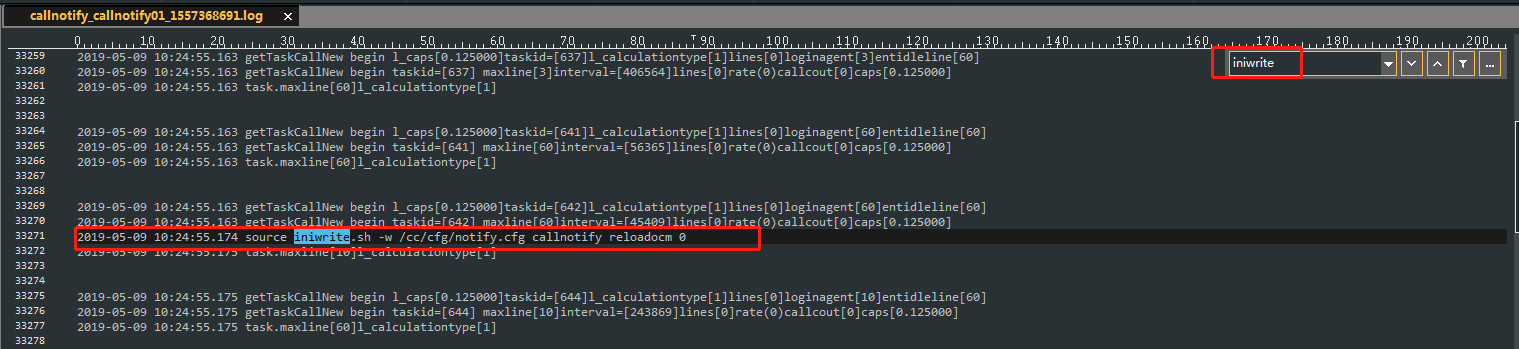 callnotify_callnotify01_1557368691.log ×
0 10 20 30 40 50 60 70 80 90 100 110 120 130 140 150 160 170 180 190 200
iniwrite ...
33259 2019-05-09 10:24:55.163 getTaskCallNew begin l_caps[0.125000]taskid=[637]l_calculationtype[1]lines[0]loginagent[3]entidleline[60]
33260 2019-05-09 10:24:55.163 getTaskCallNew begin taskid=[637] maxline[3]interval=[406564]lines[0]rate(0)callcout[0]caps[0.125000]
33261 2019-05-09 10:24:55.163 task.maxline[60]l_calculationtype[1]
33262
33263
33264 2019-05-09 10:24:55.163 getTaskCallNew begin l_caps[0.125000]taskid=[641]l_calculationtype[1]lines[0]loginagent[60]entidleline[60]
33265 2019-05-09 10:24:55.163 getTaskCallNew begin taskid=[641] maxline[60]interval=[56365]lines[0]rate(0)callcout[0]caps[0.125000]
33266 2019-05-09 10:24:55.163 task.maxline[60]l_calculationtype[1]
33267
33268
33269 2019-05-09 10:24:55.163 getTaskCallNew begin l_caps[0.125000]taskid=[642]l_calculationtype[1]lines[0]loginagent[60]entidleline[60]
33270 2019-05-09 10:24:55.163 getTaskCallNew begin taskid=[642] maxline[60]interval=[45409]lines[0]rate(0)callcout[0]caps[0.125000]
33271 2019-05-09 10:24:55.174 source iniwrite.sh -w /cc/cfg/notify.cfg callnotify reloadocm 0
33272 2019-05-09 10:24:55.175 task.maxline[10]l_calculationtype[1]
33273
33274
33275 2019-05-09 10:24:55.175 getTaskCallNew begin l_caps[0.125000]taskid=[644]l_calculationtype[1]lines[0]loginagent[10]entidleline[60]
33276 2019-05-09 10:24:55.175 getTaskCallNew begin taskid=[644] maxline[10]interval=[243869]lines[0]rate(0)callcout[0]caps[0.125000]
33277 2019-05-09 10:24:55.175 task.maxline[60]l_calculationtype[1]
33278